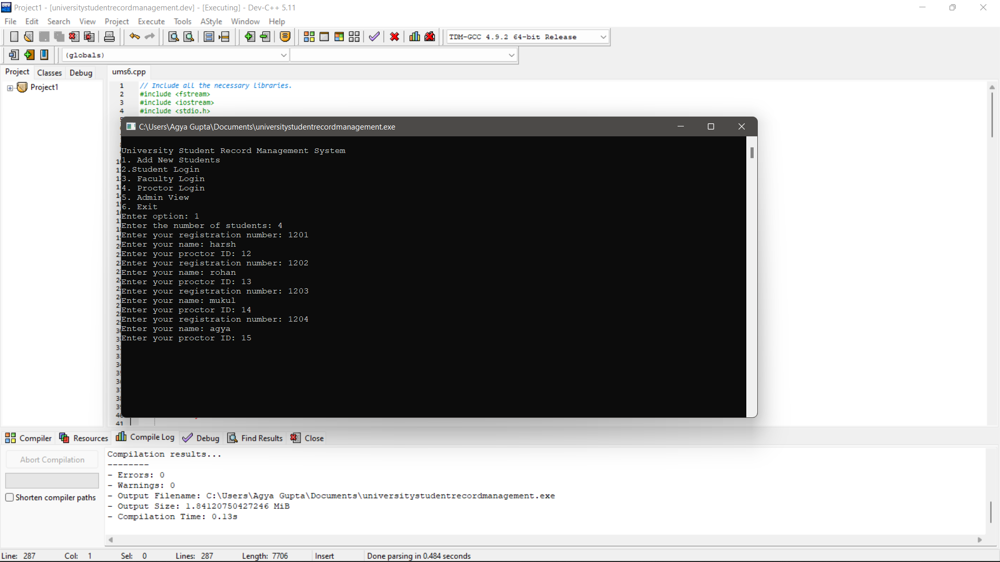 Project1 - [universitystudentrecordmanagement.dev] - [Executing] - Dev-C++ 5.11
File Edit Search View Project Execute Tools AStyle Window Help
TDM-GCC 4.9.2 64-bit Release
(globals)
Project Classes Debug
ums6.cpp
Project1
1 // Include all the necessary libraries.
2 #include <fstream>
3 #include <iostream>
4 #include <stdio.h>
C:\Users\Agya Gupta\Documents\universitystudentrecordmanagement.exe
University Student Record Management System
1. Add New Students
2.Student Login
3. Faculty Login
4. Proctor Login
5. Admin View
6. Exit
Enter option: 1
Enter the number of students: 4
Enter your registration number: 1201
Enter your name: harsh
Enter your proctor ID: 12
Enter your registration number: 1202
Enter your name: rohan
Enter your proctor ID: 13
Enter your registration number: 1203
Enter your name: mukul
Enter your proctor ID: 14
Enter your registration number: 1204
Enter your name: agya
Enter your proctor ID: 15
41
Compiler Resources Compile Log Debug Find Results Close
Abort Compilation
Shorten compiler paths
Compilation results...
--------
- Errors: 0
- Warnings: 0
- Output Filename: C:\Users\Agya Gupta\Documents\universitystudentrecordmanagement.exe
- Output Size: 1.84120750427246 MiB
- Compilation Time: 0.13s
Line: 287 Col: 1 Sel: 0 Lines: 287 Length: 7706 Insert Done parsing in 0.484 seconds